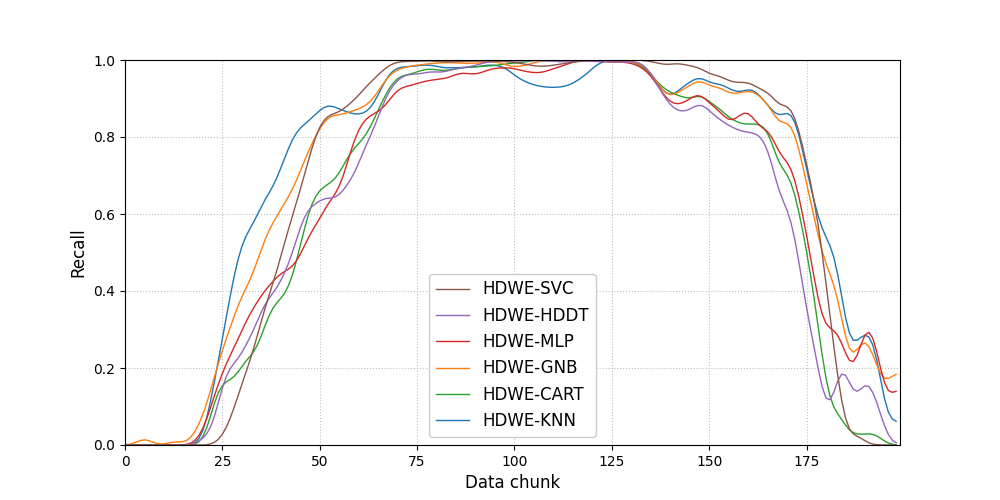 1.0
0.8
0.6
0.4
0.2
0.0
Recall
HDWE-SVC
HDWE-HDDT
HDWE-MLP
HDWE-GNB
HDWE-CART
HDWE-KNN
0 25 50 75 100 125 150 175
Data chunk